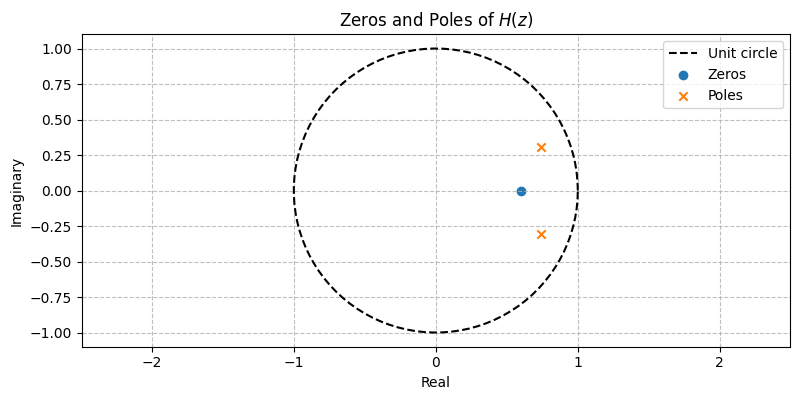 Zeros and Poles of H(z)
Unit circle
Zeros
Poles
Imaginary
1.00
0.75
0.50
0.25
0.00
−0.25
−0.50
−0.75
−1.00
−2
−1
0
1
2
Real